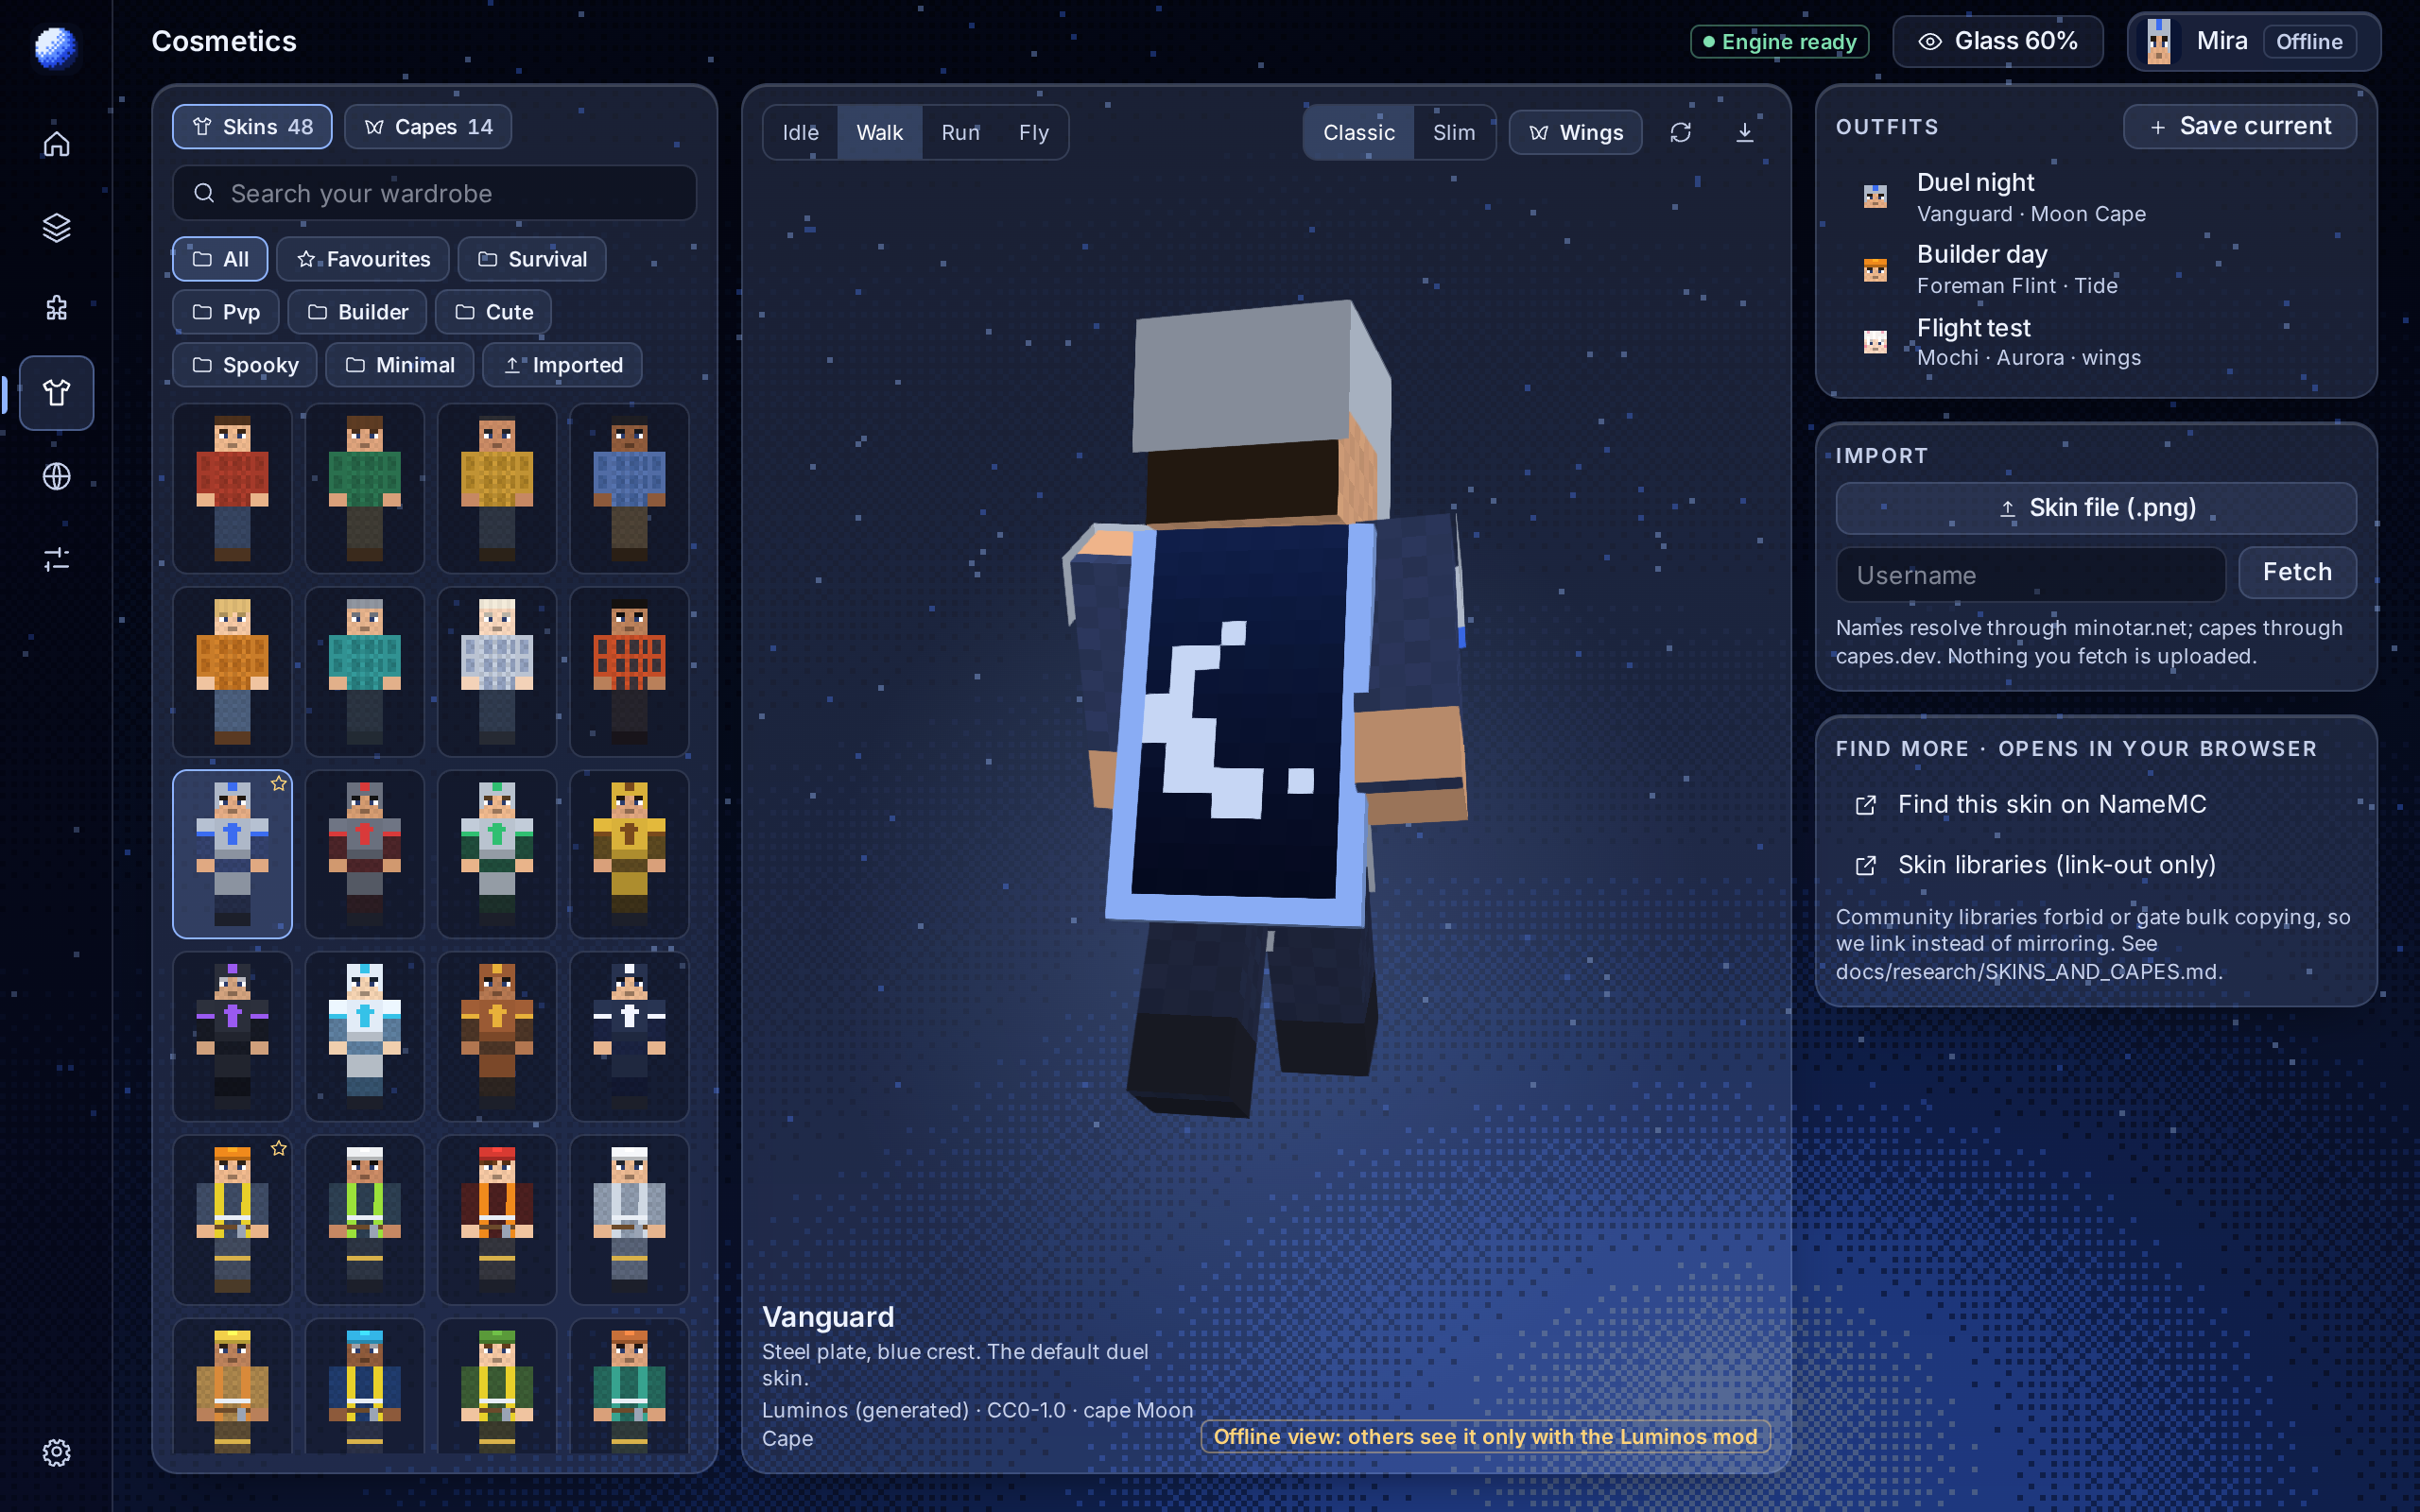 Cosmetics
Engine ready
Glass 60%
Mira
Offline
Skins 48
Capes 14
Search your wardrobe
All
Favourites
Survival
Pvp
Builder
Cute
Spooky
Minimal
Imported
Idle
Walk
Run
Fly
Classic
Slim
Wings
Vanguard
Steel plate, blue crest. The default duel
skin.
Luminos (generated) · CC0-1.0 · cape Moon
Cape
Offline view: others see it only with the Luminos mod
OUTFITS
Save current
Duel night
Vanguard · Moon Cape
Builder day
Foreman Flint · Tide
Flight test
Mochi · Aurora · wings
IMPORT
Skin file (.png)
Username
Fetch
Names resolve through minotar.net; capes through
capes.dev. Nothing you fetch is uploaded.
FIND MORE · OPENS IN YOUR BROWSER
Find this skin on NameMC
Skin libraries (link-out only)
Community libraries forbid or gate bulk copying, so
we link instead of mirroring. See
docs/research/SKINS_AND_CAPES.md.